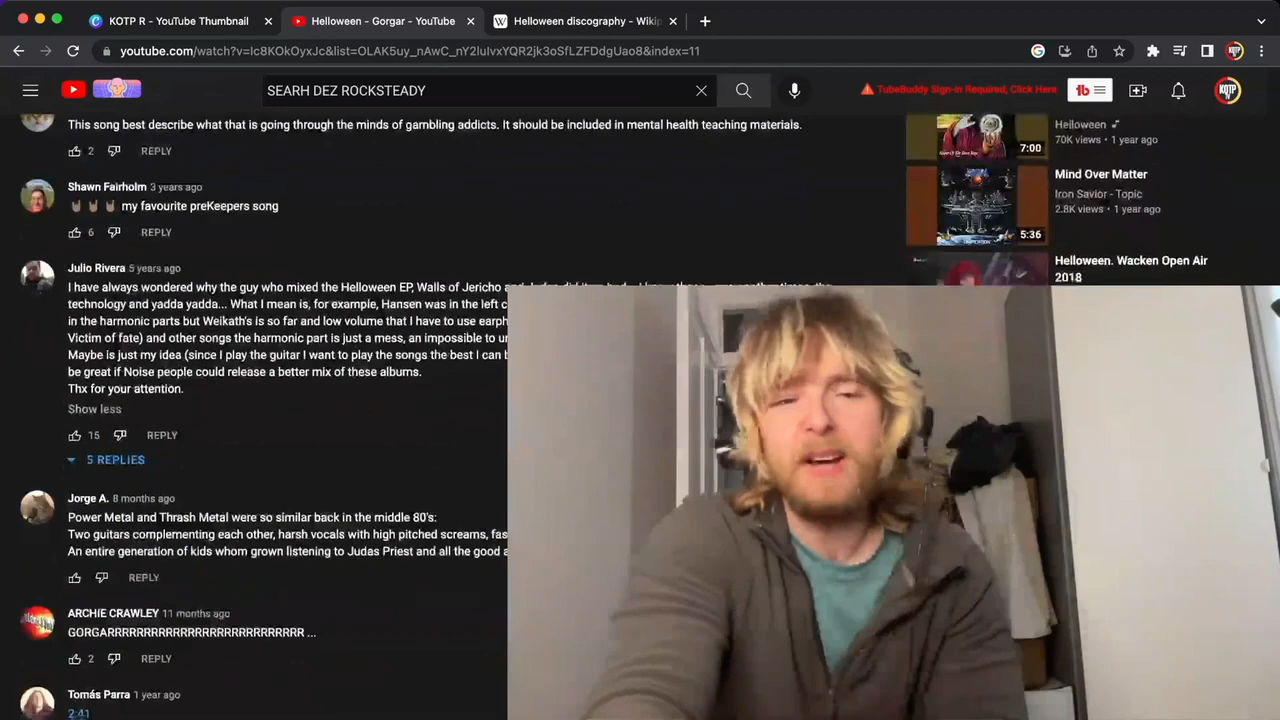 KOTP R - YouTube Thumbnail
Helloween - Gorgar - YouTube
Helloween discography - Wikip
youtube.com/watch?v=Ic8KOkOyxJc&list=OLAK5uy_nAwC_nY2lulvxYQR2jk3oSfLZFDdgUao8&index=11
SEARH DEZ ROCKSTEADY
TubeBuddy Sign-in Required, Click Here
This song best describe what that is going through the minds of gambling addicts. It should be included in mental health teaching materials.
2 REPLY
Shawn Fairholm 3 years ago
my favourite preKeepers song
6 REPLY
Julio Rivera 5 years ago
I have always wondered why the guy who mixed the Helloween EP, Walls of Jericho
technology and yadda yadda... What I mean is, for example, Hansen was in the left c
in the harmonic parts but Weikath's is so far and low volume that I have to use earph
Victim of fate) and other songs the harmonic part is just a mess, an impossible to un
Maybe is just my idea (since I play the guitar I want to play the songs the best I can b
be great if Noise people could release a better mix of these albums.
Thx for your attention.
Show less
15 REPLY
5 REPLIES
Jorge A. 8 months ago
Power Metal and Thrash Metal were so similar back in the middle 80's:
Two guitars complementing each other, harsh vocals with high pitched screams, fas
An entire generation of kids whom grown listening to Judas Priest and all the good a
REPLY
ARCHIE CRAWLEY 11 months ago
GORGARRRRRRRRRRRRRRRRRRRRRRRRRR ...
2 REPLY
Tomás Parra 1 year ago
2:41
Helloween
70K views • 1 year ago
7:00
Mind Over Matter
Iron Savior - Topic
2.8K views • 1 year ago
5:36
Helloween. Wacken Open Air
2018